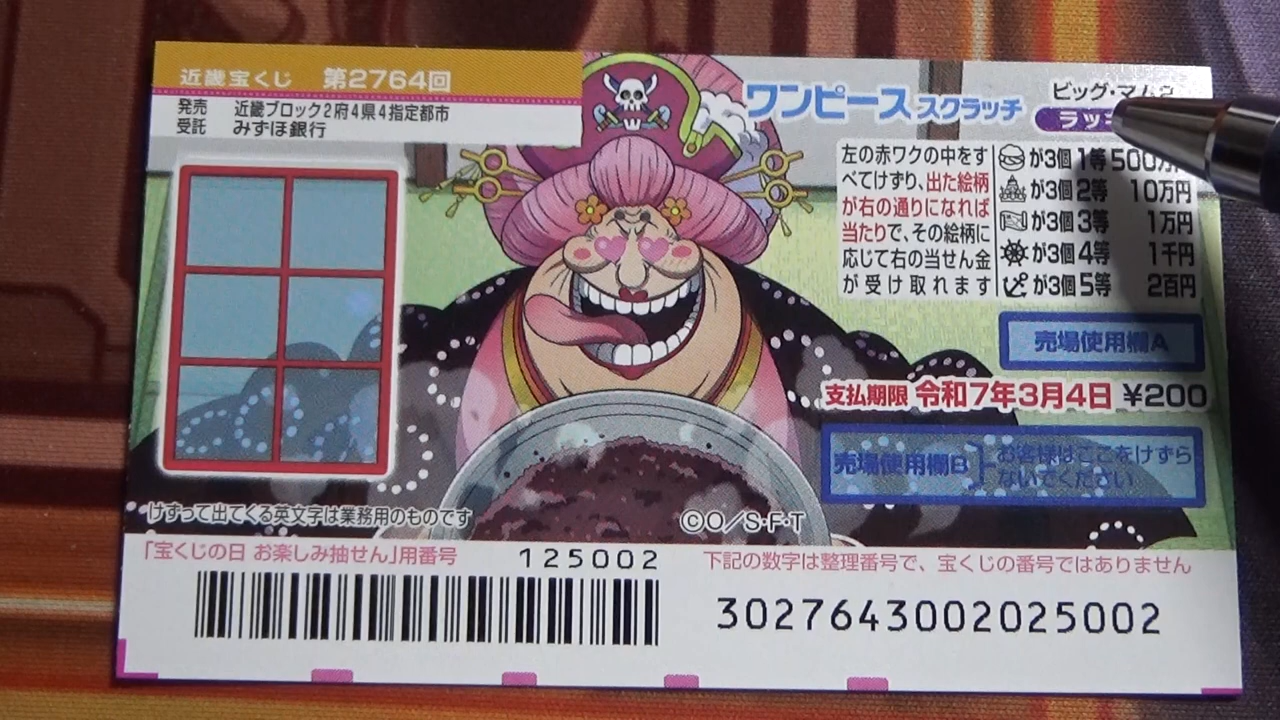 近畿宝くじ 第2764回
発売 近畿ブロック2府4県4指定都市
受託 みずほ銀行
ワンピース スクラッチ
ビッグ・マム
ラッ
左の赤ワクの中をす
べてけずり、出た絵柄
が右の通りになれば
当たりで、その絵柄に
応じて右の当せん金
が受け取れます
が3個 1等 500万
が3個 2等 10万円
が3個 3等 1万円
が3個 4等 1千円
が3個 5等 2百円
売場使用欄A
支払期限 令和7年3月4日 ¥200
売場使用欄B お客様はここをけずら
ないでください
けずって出てくる英文字は業務用のものです
©O/S・F・T
「宝くじの日 お楽しみ抽せん」用番号 125002
下記の数字は整理番号で、宝くじの番号ではありません
3027643002025002